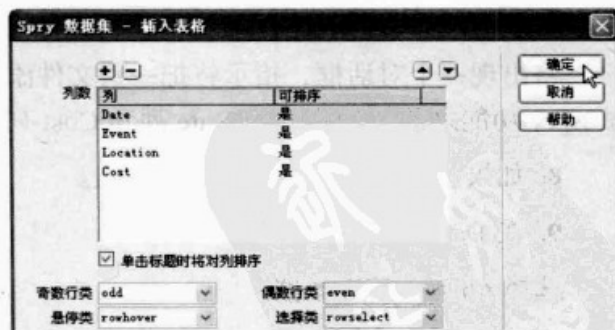 Spry 数据集 - 插入表格
确定
取消
帮助
列数
列 可排序
Date 是
Event 是
Location 是
Cost 是
单击标题时将对列排序
奇数行类 odd 偶数行类 even
悬停类 rowhover 选择类 rowselect